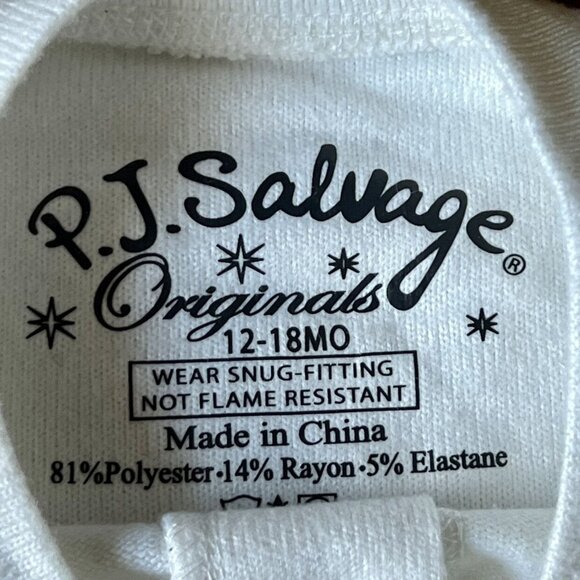 P.J. Salvage®
Originals
12-18MO
WEAR SNUG-FITTING
NOT FLAME RESISTANT
Made in China
81%Polyester•14% Rayon•5% Elastane